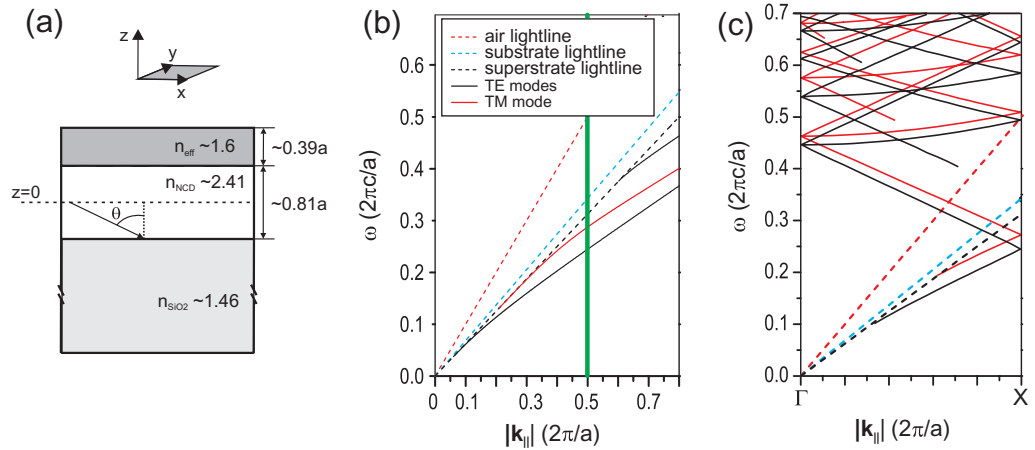 (a)
z
y
x
n_eff ~1.6
~0.39a
n_NCD ~2.41
z=0
θ
~0.81a
n_SiO2 ~1.46
(b)
ω (2πc/a)
0.7
0.6
0.5
0.4
0.3
0.2
0.1
0.0
air lightline
substrate lightline
superstrate lightline
TE modes
TM mode
0 0.1 0.3 0.5 0.7
|k_||| (2π/a)
(c)
ω (2πc/a)
0.7
0.6
0.5
0.4
0.3
0.2
0.1
0.0
Γ X
|k_||| (2π/a)